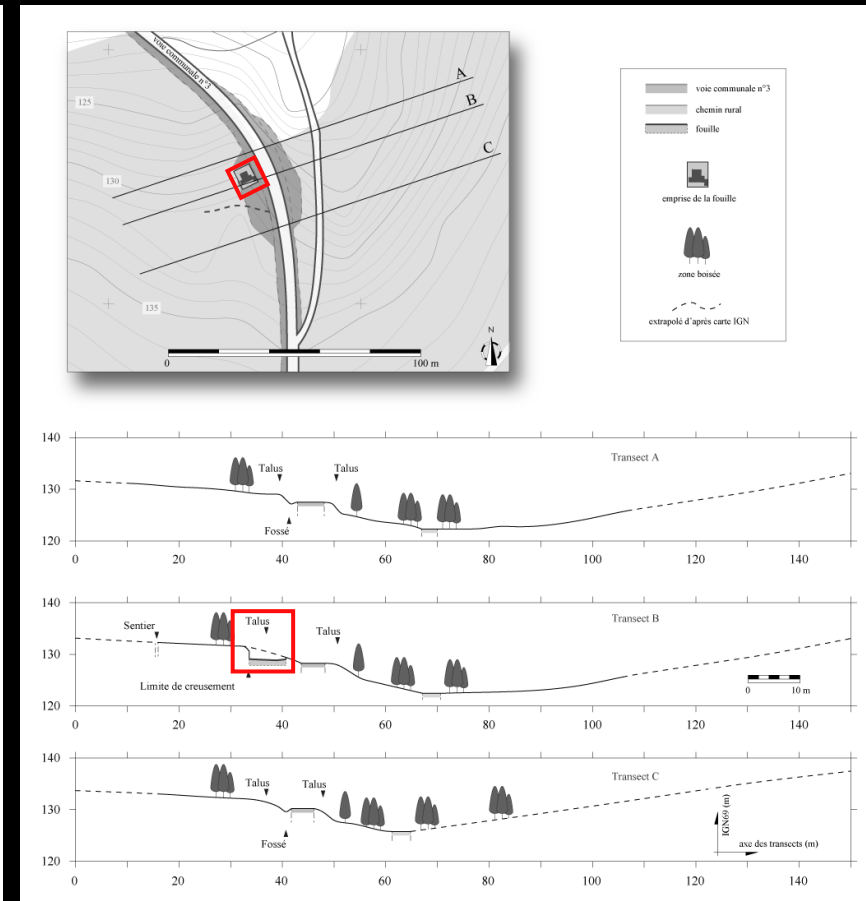 voie communale n°3
A
B
C
125
130
135
N
0
100 m
voie communale n°3
chemin rural
fouille
emprise de la fouille
zone boisée
extrapolé d'après carte IGN
140
130
120
Transect A
Talus
Talus
Fossé
0
20
40
60
80
100
120
140
140
130
120
Transect B
Sentier
Talus
Talus
Limite de creusement
0
10 m
0
20
40
60
80
100
120
140
140
130
120
Transect C
Talus
Talus
Fossé
IGN69 (m)
axe des transects (m)
0
20
40
60
80
100
120
140